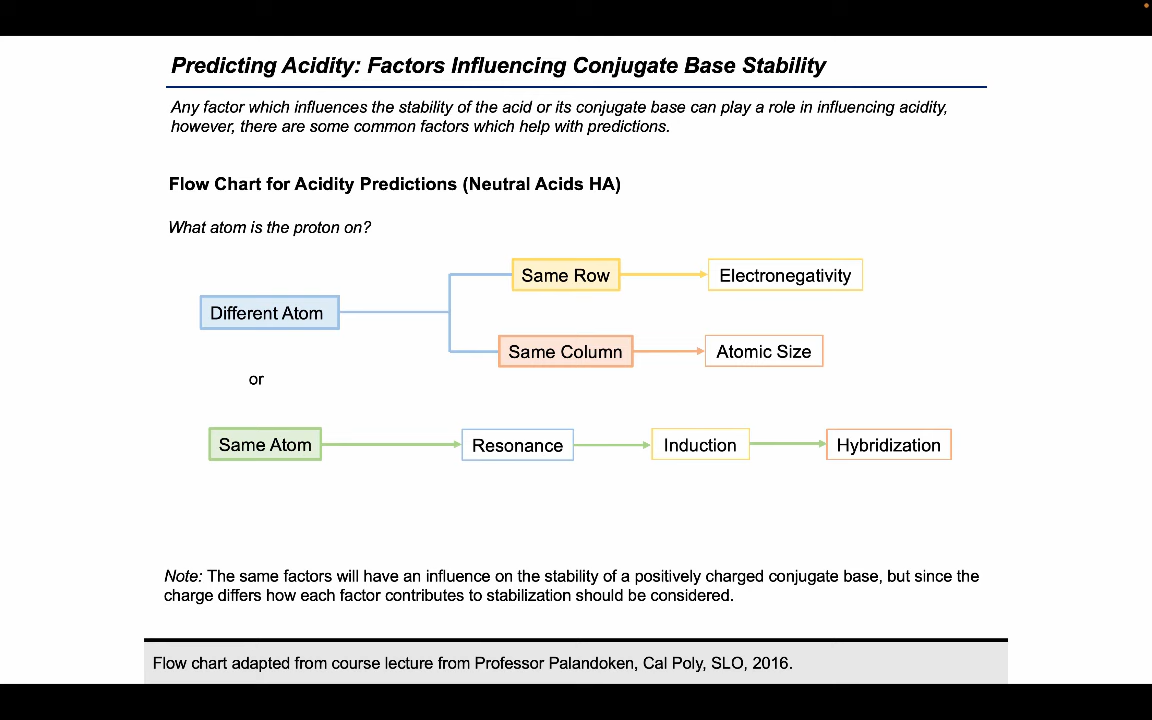 Predicting Acidity: Factors Influencing Conjugate Base Stability
Any factor which influences the stability of the acid or its conjugate base can play a role in influencing acidity,
however, there are some common factors which help with predictions.
Flow Chart for Acidity Predictions (Neutral Acids HA)
What atom is the proton on?
Same Row
Electronegativity
Different Atom
Same Column
Atomic Size
or
Same Atom
Resonance
Induction
Hybridization
Note: The same factors will have an influence on the stability of a positively charged conjugate base, but since the
charge differs how each factor contributes to stabilization should be considered.
Flow chart adapted from course lecture from Professor Palandoken, Cal Poly, SLO, 2016.